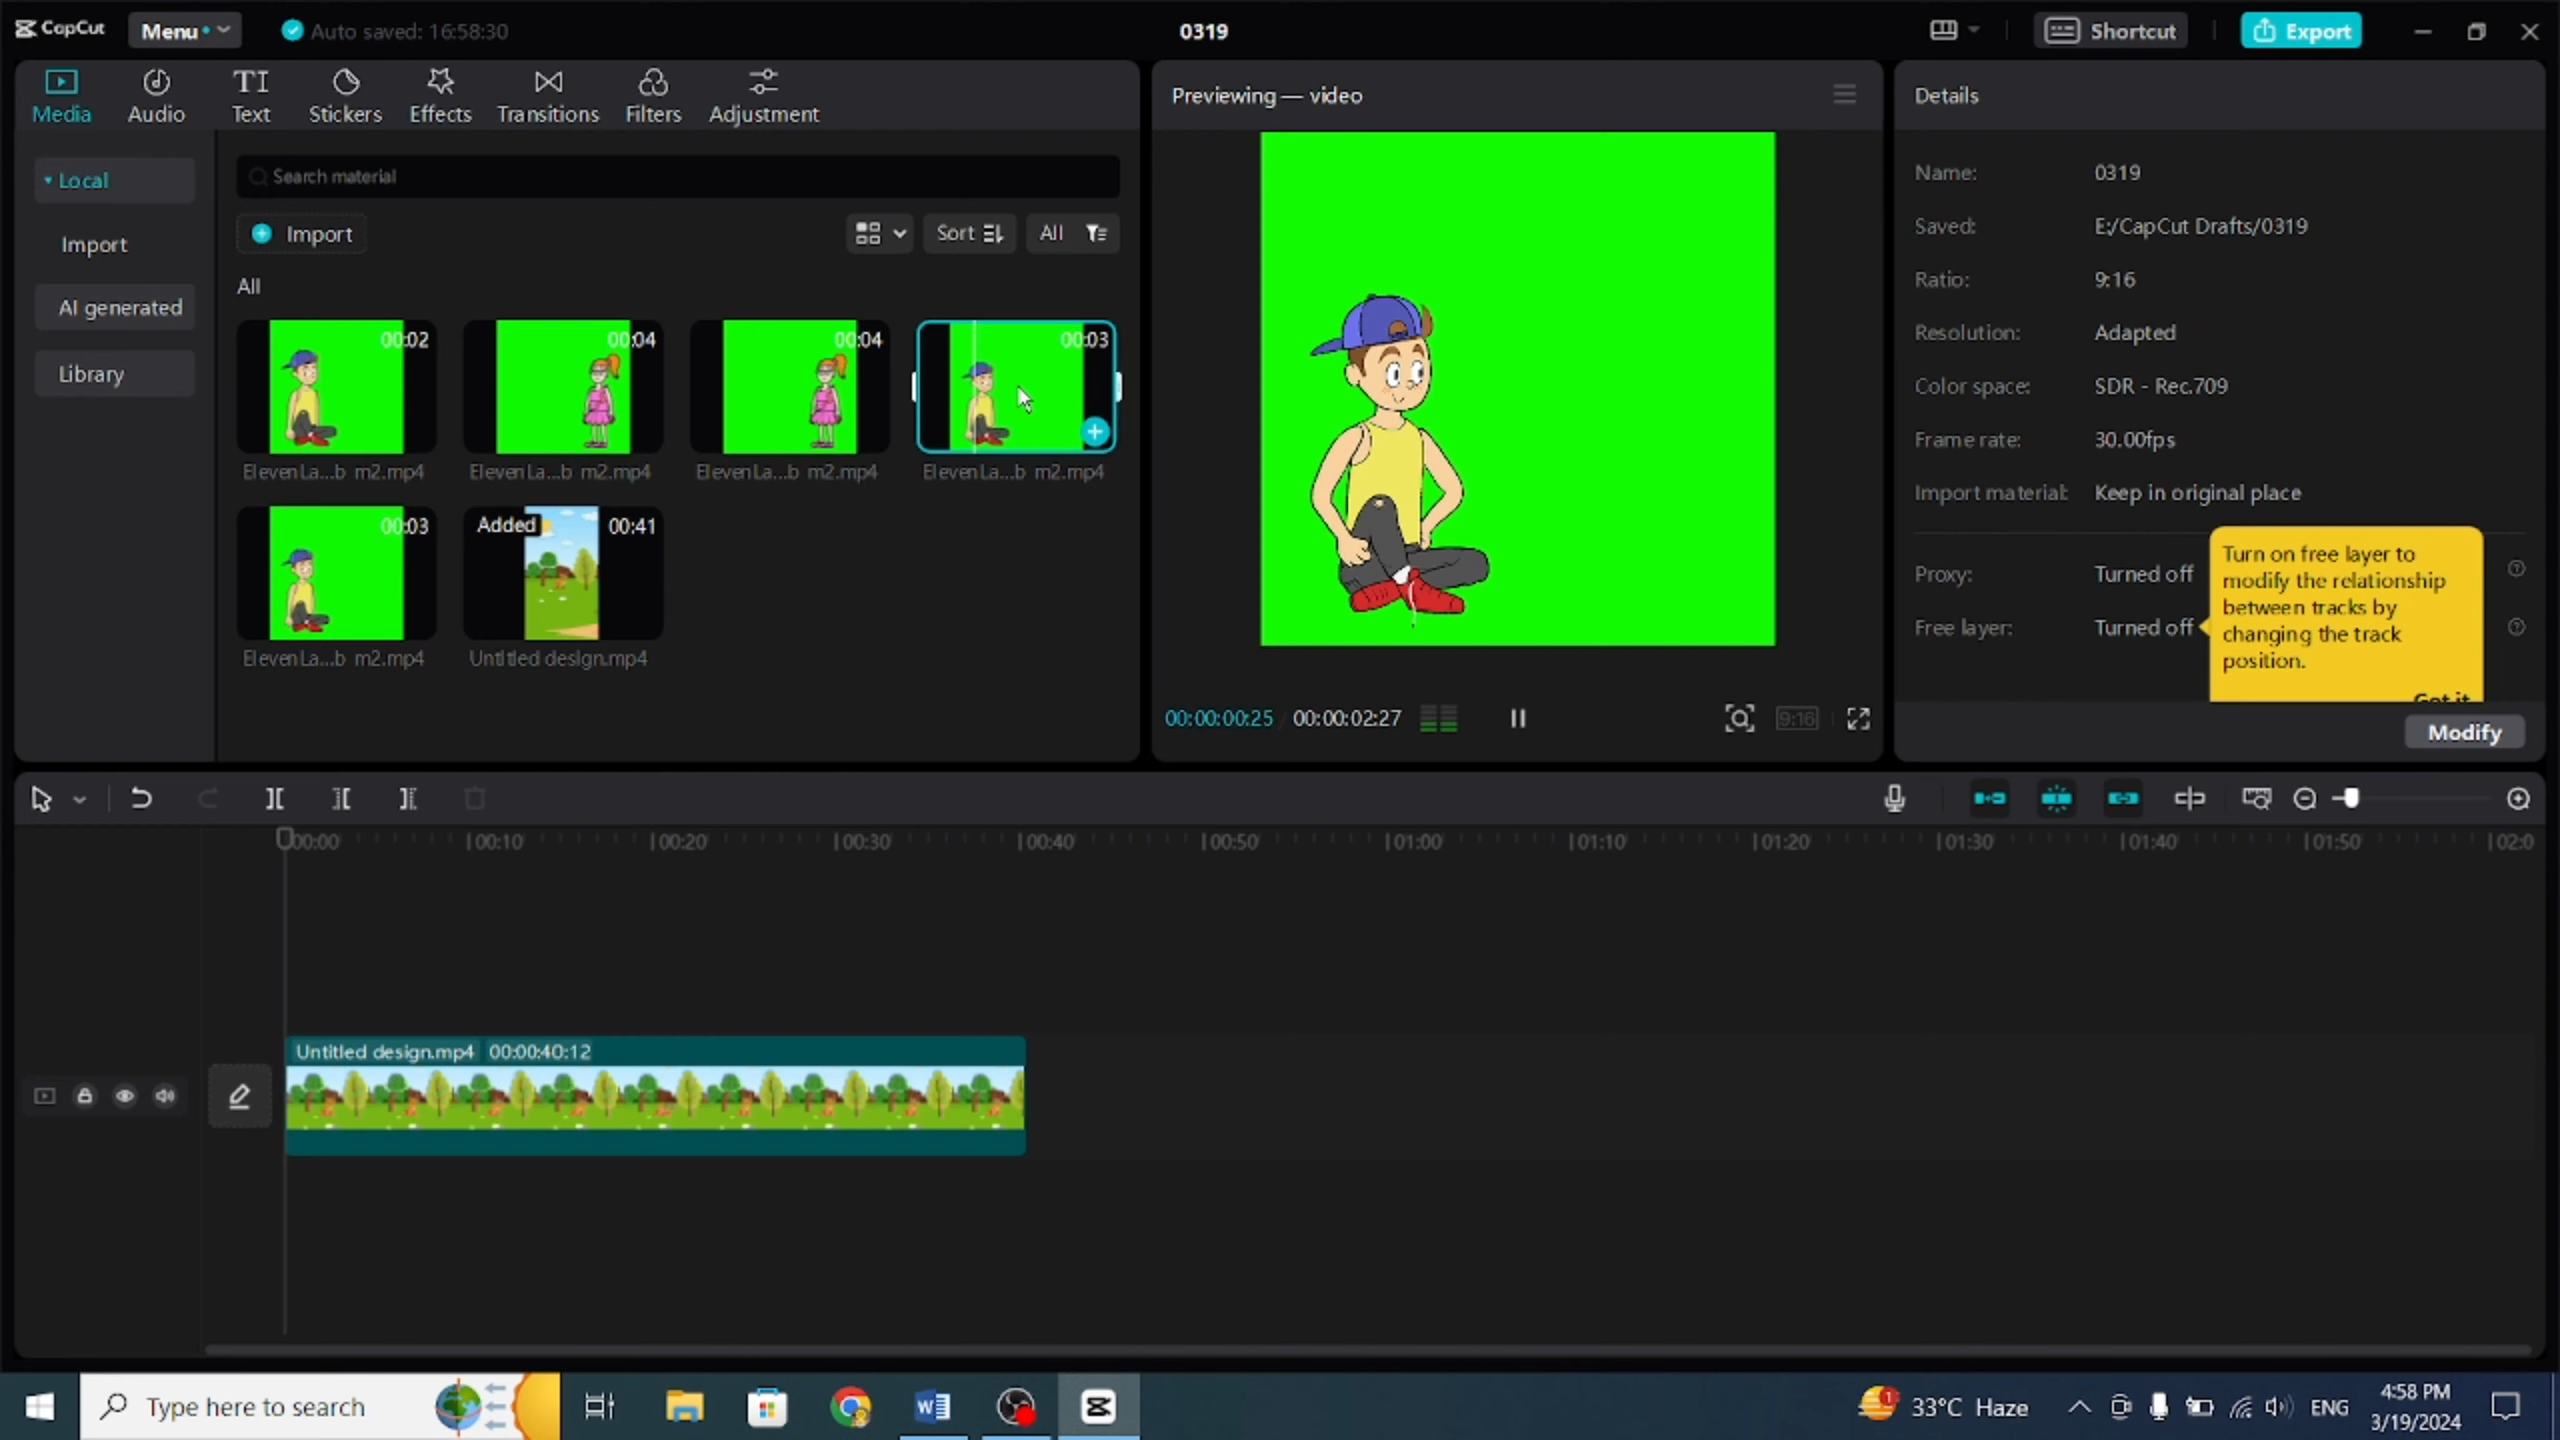 CapCut
Menu
Auto saved: 16:58:30
0319
Shortcut
Export
Media
Audio
TI
Text
Stickers
Effects
Transitions
Filters
Adjustment
Local
Import
AI generated
Library
Search material
Import
Sort
All
All
00:02
00:04
00:04
00:03
ElevenLa...b m2.mp4
ElevenLa...b m2.mp4
ElevenLa...b m2.mp4
ElevenLa...b m2.mp4
00:03
Added
00:41
ElevenLa...b m2.mp4
Untitled design.mp4
Previewing — video
00:00:00:25
00:00:02:27
9:16
Details
Name: 0319
Saved: E:/CapCut Drafts/0319
Ratio: 9:16
Resolution: Adapted
Color space: SDR - Rec.709
Frame rate: 30.00fps
Import material: Keep in original place
Proxy: Turned off
Free layer: Turned off
Turn on free layer to
modify the relationship
between tracks by
changing the track
position.
Got it
Modify
00:00
00:10
00:20
00:30
00:40
00:50
01:00
01:10
01:20
01:30
01:40
01:50
02:0
Untitled design.mp4 00:00:40:12
Type here to search
1
33°C Haze
ENG
4:58 PM
3/19/2024